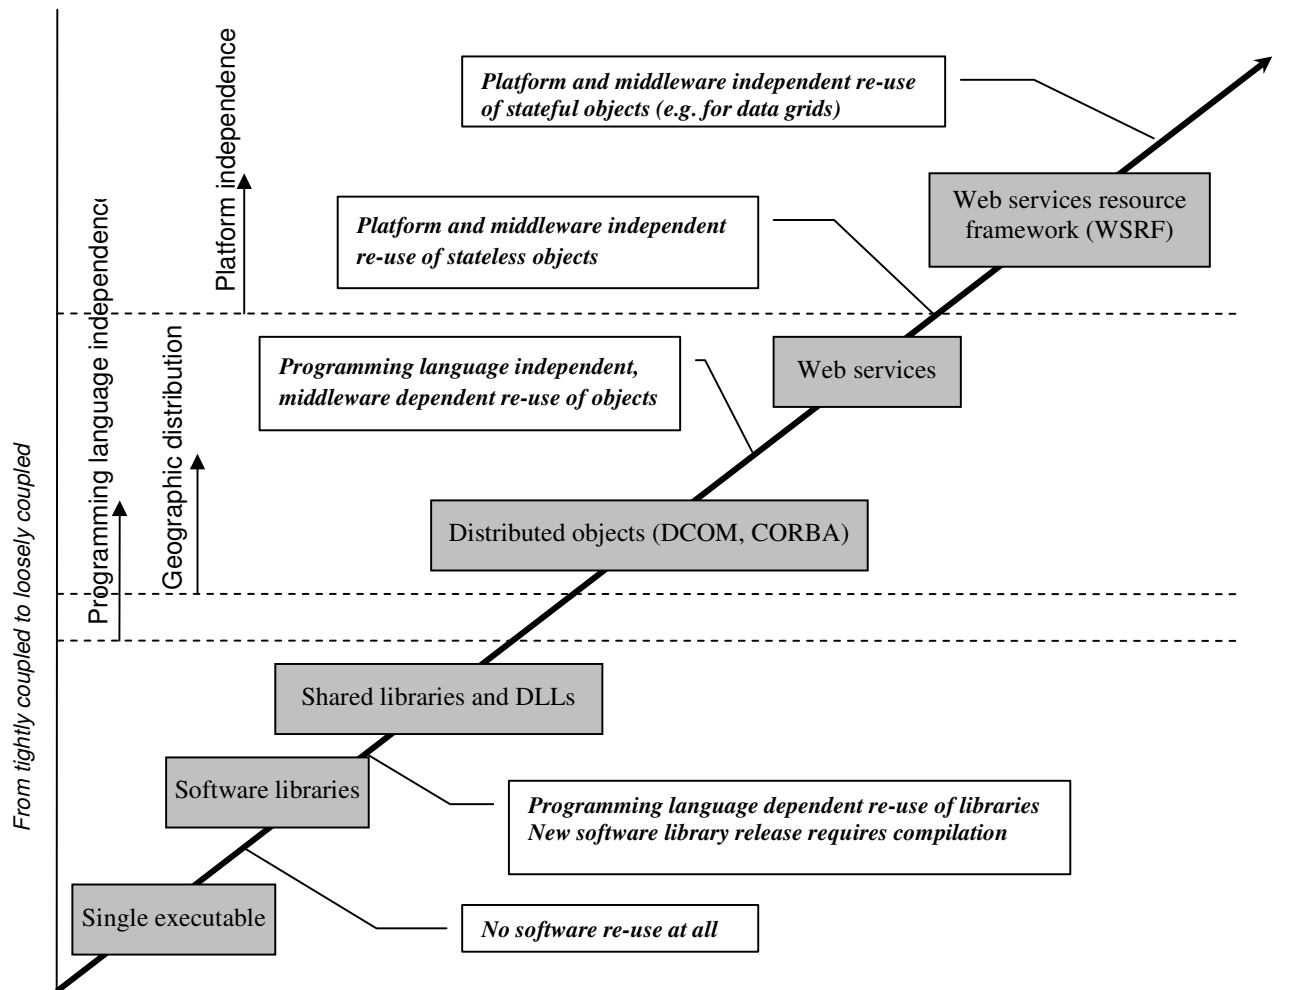 Platform independence
Platform and middleware independent re-use
of stateful objects (e.g. for data grids)
Web services resource
framework (WSRF)
Programming language independenc
Platform and middleware independent
re-use of stateless objects
Geographic distribution
Programming language independent,
middleware dependent re-use of objects
Web services
From tightly coupled to loosely coupled
Distributed objects (DCOM, CORBA)
Shared libraries and DLLs
Software libraries
Programming language dependent re-use of libraries
New software library release requires compilation
Single executable
No software re-use at all